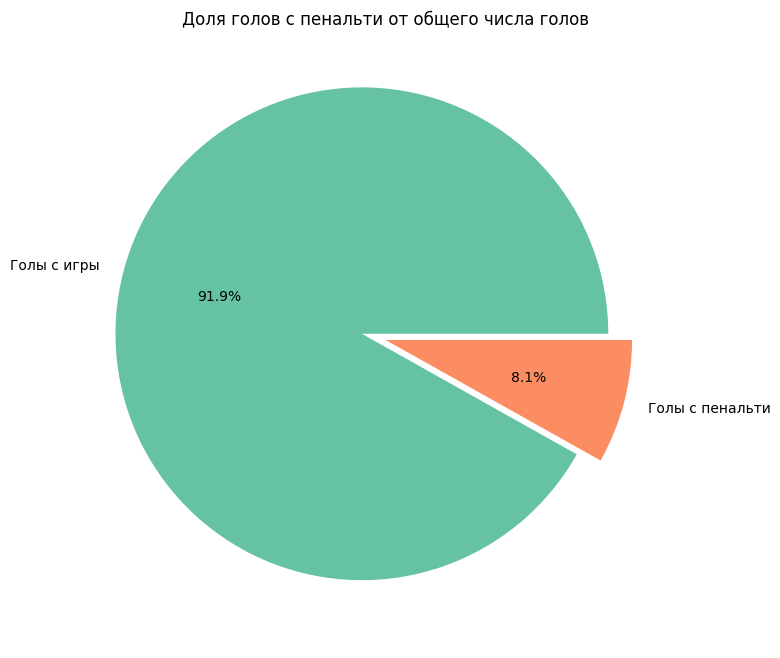 Доля голов с пенальти от общего числа голов
Голы с игры
91.9%
8.1%
Голы с пенальти